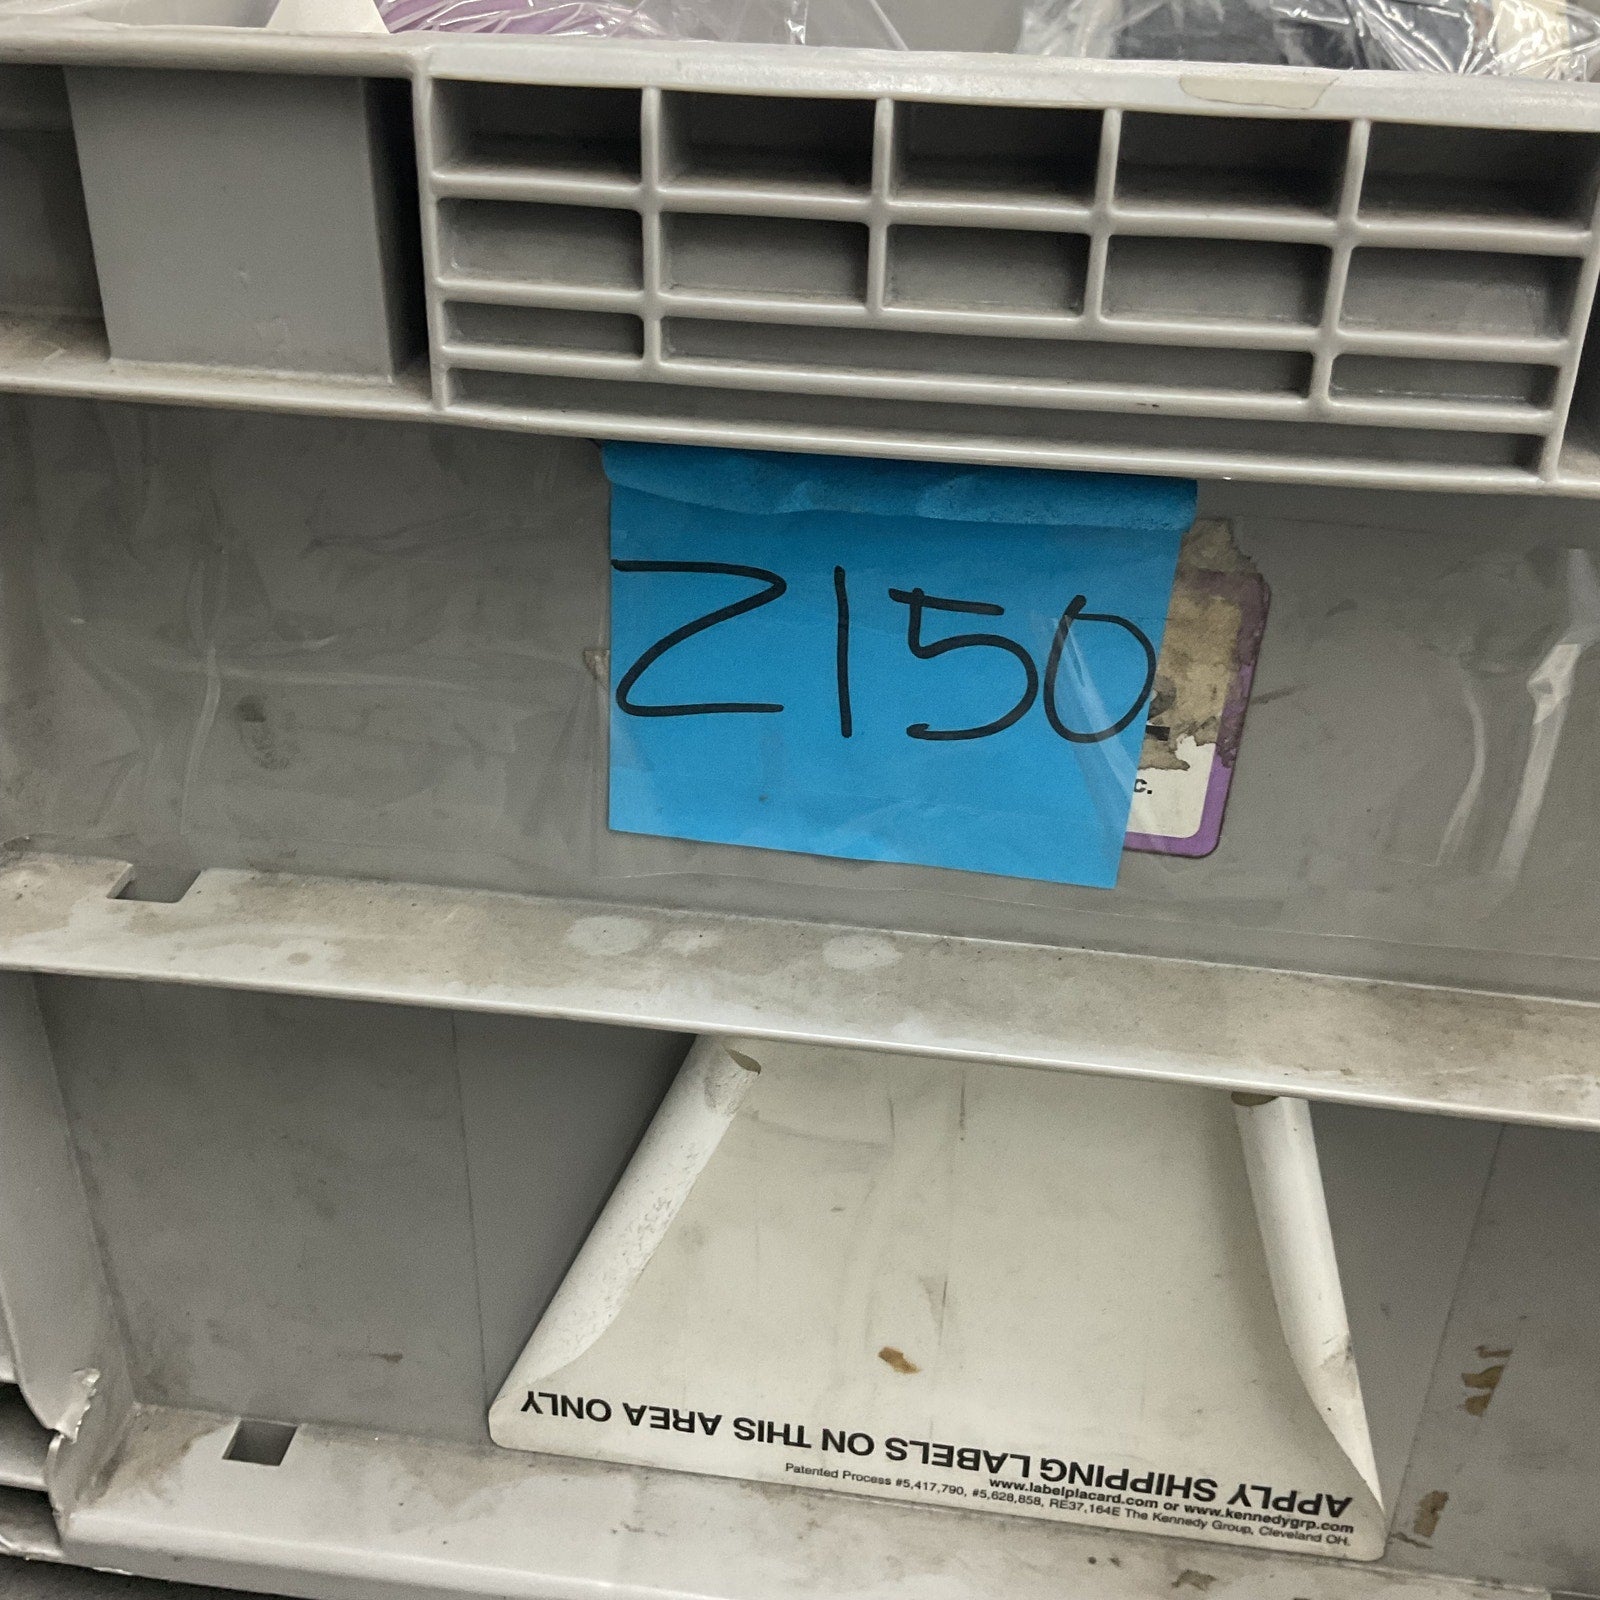 Z150
c.
APPLY SHIPPING LABELS ON THIS AREA ONLY
www.labelplacard.com or www.kennedygrp.com
Patented Process #5,417,790, #5,628,858, RE37,164E The Kennedy Group, Cleveland OH.